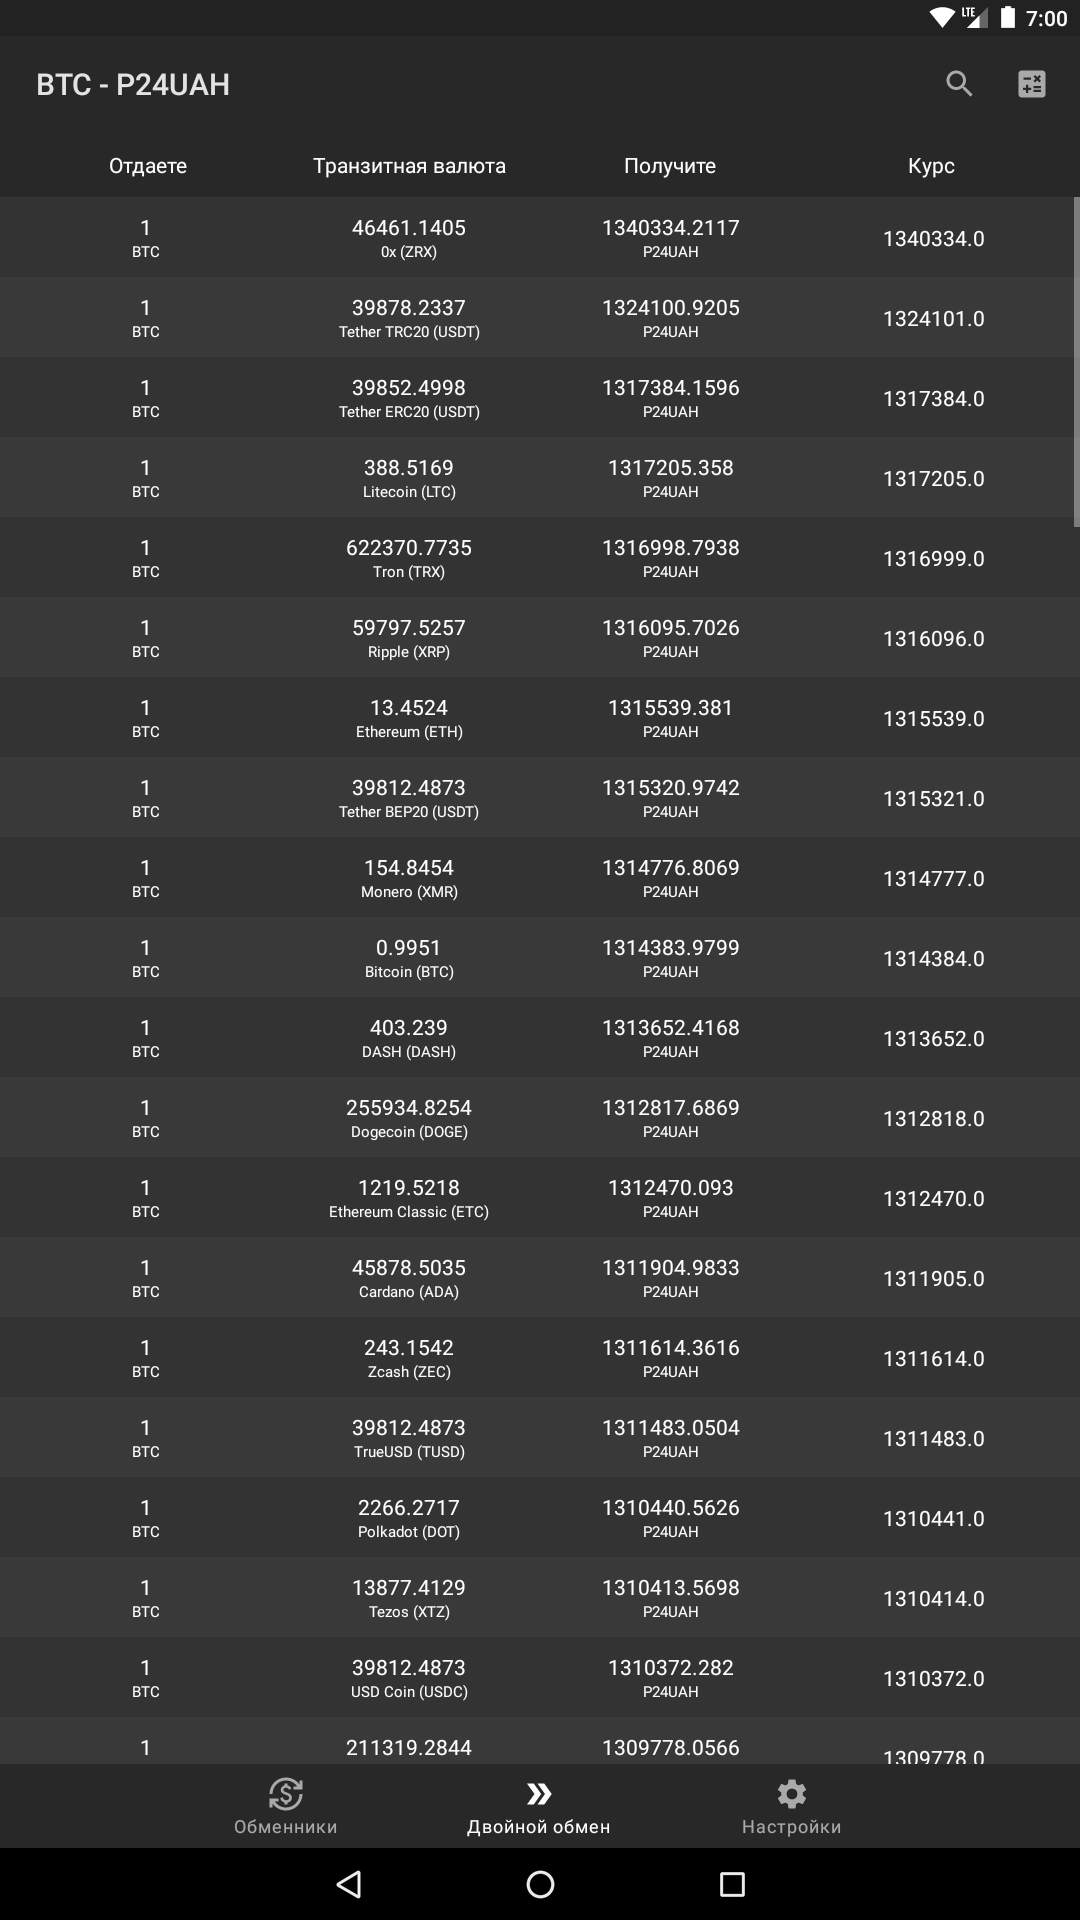 LTE 7:00
BTC - P24UAH
Отдаете Транзитная валюта Получите Курс
1 46461.1405 1340334.2117 1340334.0
BTC 0x (ZRX) P24UAH
1 39878.2337 1324100.9205 1324101.0
BTC Tether TRC20 (USDT) P24UAH
1 39852.4998 1317384.1596 1317384.0
BTC Tether ERC20 (USDT) P24UAH
1 388.5169 1317205.358 1317205.0
BTC Litecoin (LTC) P24UAH
1 622370.7735 1316998.7938 1316999.0
BTC Tron (TRX) P24UAH
1 59797.5257 1316095.7026 1316096.0
BTC Ripple (XRP) P24UAH
1 13.4524 1315539.381 1315539.0
BTC Ethereum (ETH) P24UAH
1 39812.4873 1315320.9742 1315321.0
BTC Tether BEP20 (USDT) P24UAH
1 154.8454 1314776.8069 1314777.0
BTC Monero (XMR) P24UAH
1 0.9951 1314383.9799 1314384.0
BTC Bitcoin (BTC) P24UAH
1 403.239 1313652.4168 1313652.0
BTC DASH (DASH) P24UAH
1 255934.8254 1312817.6869 1312818.0
BTC Dogecoin (DOGE) P24UAH
1 1219.5218 1312470.093 1312470.0
BTC Ethereum Classic (ETC) P24UAH
1 45878.5035 1311904.9833 1311905.0
BTC Cardano (ADA) P24UAH
1 243.1542 1311614.3616 1311614.0
BTC Zcash (ZEC) P24UAH
1 39812.4873 1311483.0504 1311483.0
BTC TrueUSD (TUSD) P24UAH
1 2266.2717 1310440.5626 1310441.0
BTC Polkadot (DOT) P24UAH
1 13877.4129 1310413.5698 1310414.0
BTC Tezos (XTZ) P24UAH
1 39812.4873 1310372.282 1310372.0
BTC USD Coin (USDC) P24UAH
1 211319.2844 1309778.0566 1309778.0
Обменники Двойной обмен Настройки